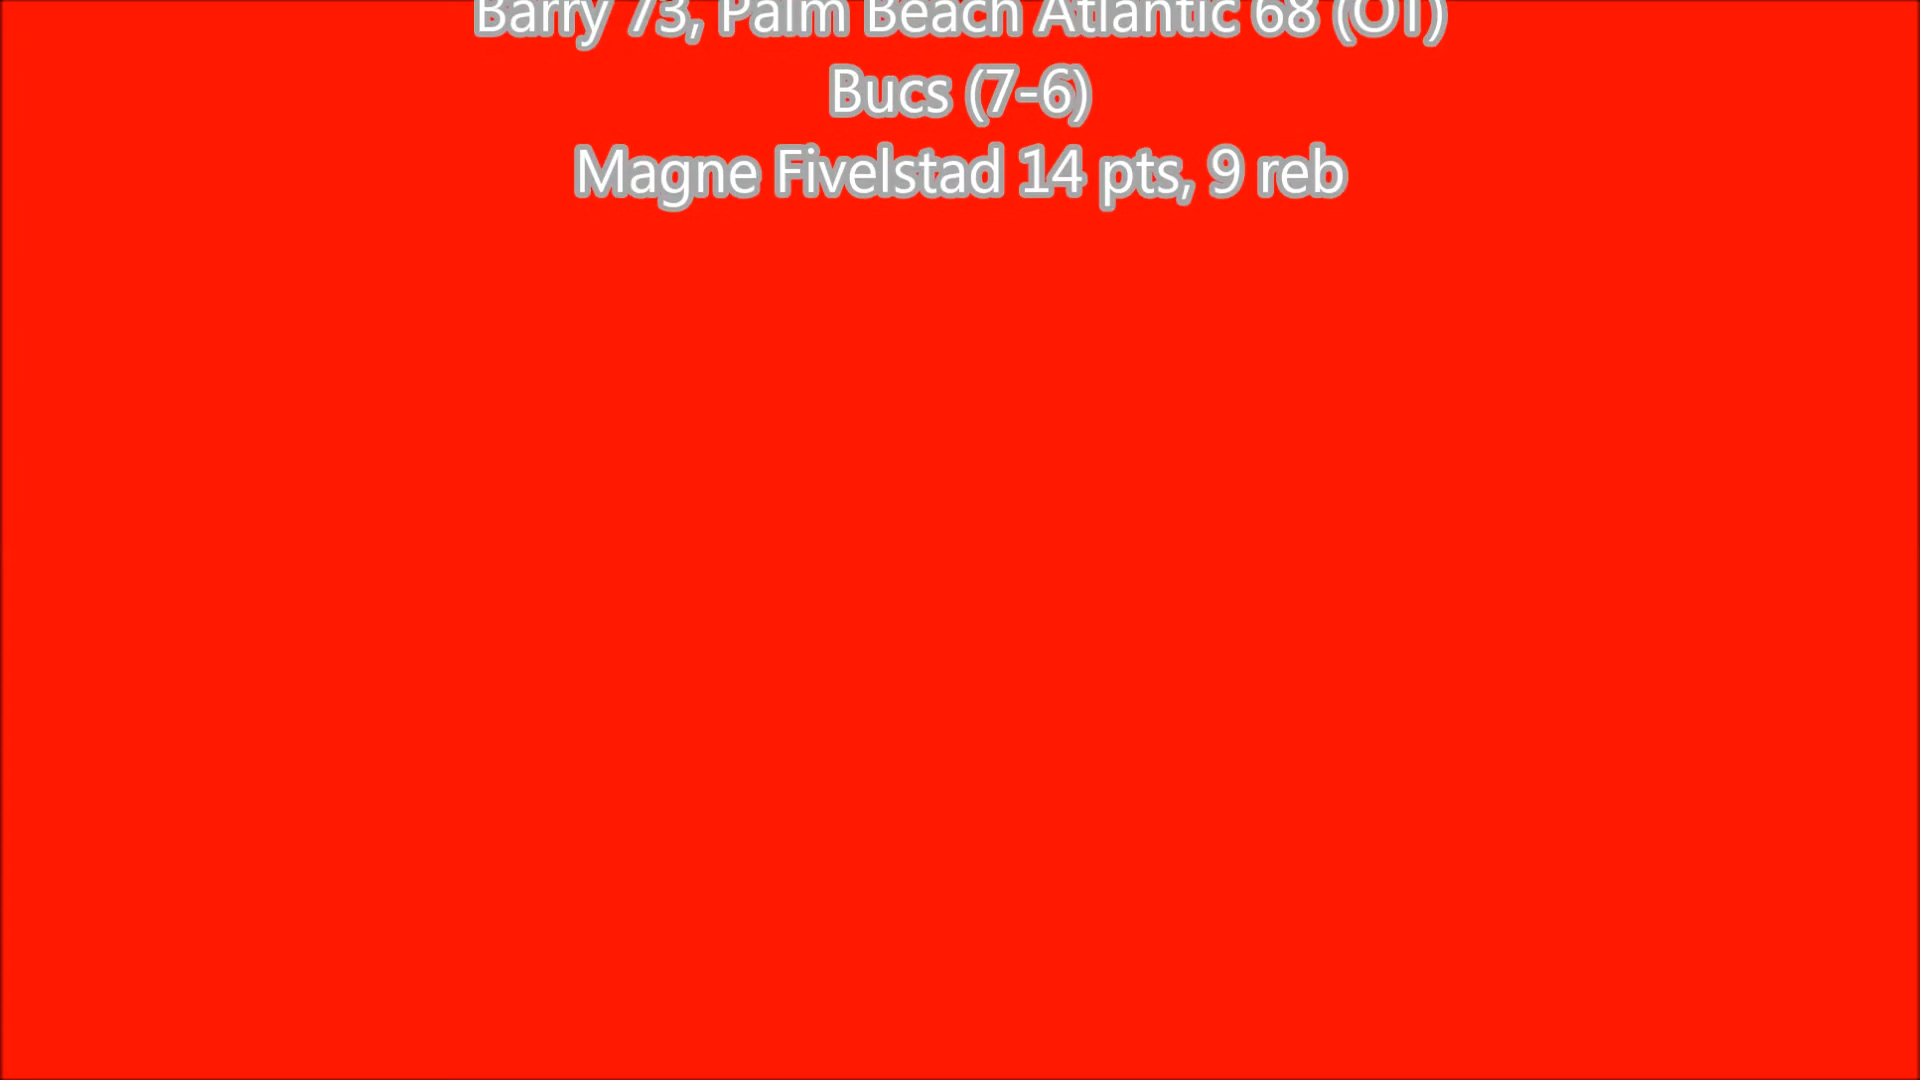 Barry 73, Palm Beach Atlantic 68 (OT)
Bucs (7-6)
Magne Fivelstad 14 pts, 9 reb